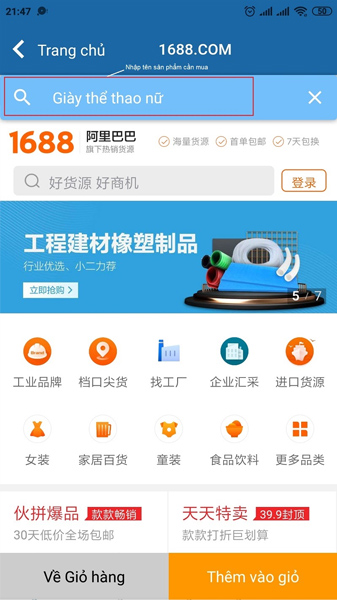 21:47
50
Trang chủ
1688.COM
Nhập tên sản phẩm cần mua
Giày thể thao nữ
1688 阿里巴巴
旗下热销货源
海量货源 首单包邮 7天包换
好货源 好商机
登录
工程建材橡塑制品
行业优选、小二力荐
立即抢购 >
5 / 7
工业品牌 档口尖货 找工厂 企业汇采 进口货源
女装 家居百货 童装 食品饮料 更多品类
伙拼爆品 款款畅销
天天特卖 39.9封顶
30天低价全场包邮
款款打折巨划算
Về Giỏ hàng
Thêm vào giỏ